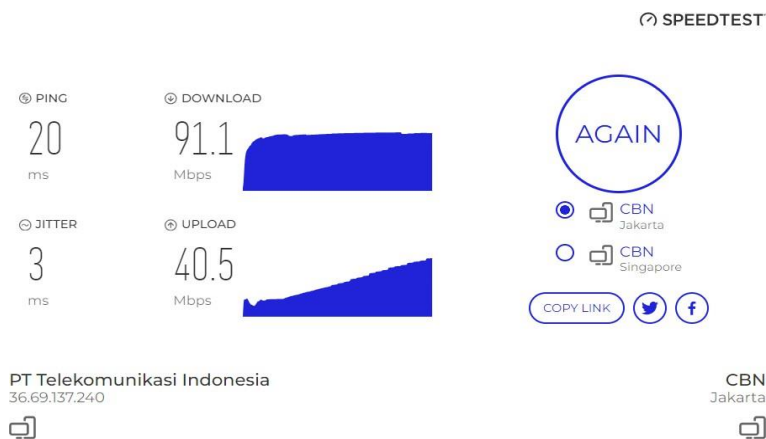 SPEEDTEST
PING
20
ms
DOWNLOAD
91.1
Mbps
JITTER
3
ms
UPLOAD
40.5
Mbps
AGAIN
CBN
Jakarta
CBN
Singapore
COPY LINK
PT Telekomunikasi Indonesia
36.69.137.240
CBN
Jakarta